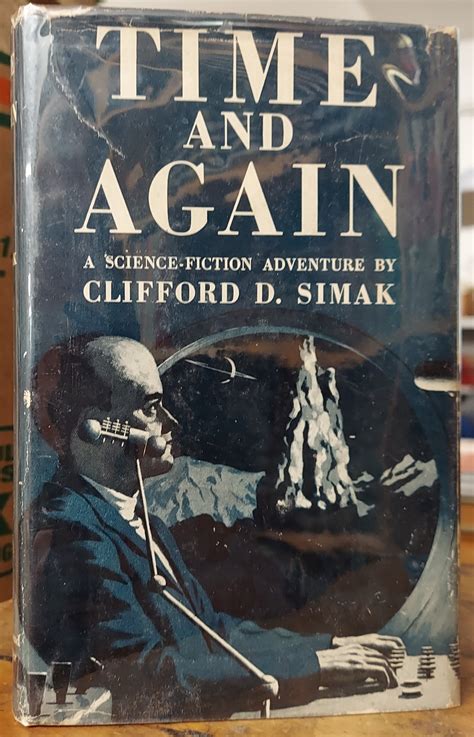 TIME
AND
AGAIN
A SCIENCE-FICTION ADVENTURE BY
CLIFFORD D. SIMAK